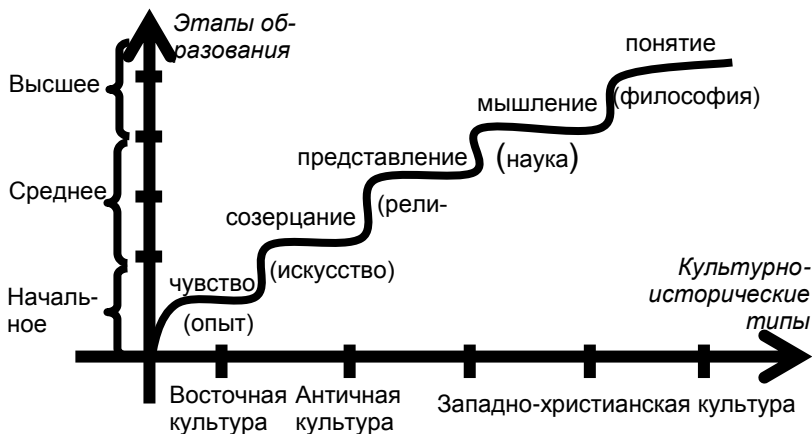 Этапы об-
разования
Высшее
Среднее
Началь-
ное
понятие
(философия)
мышление
(наука)
представление
(рели-
созерцание
(искусство)
чувство
(опыт)
Культурно-
исторические
типы
Восточная
культура
Античная
культура
Западно-христианская культура